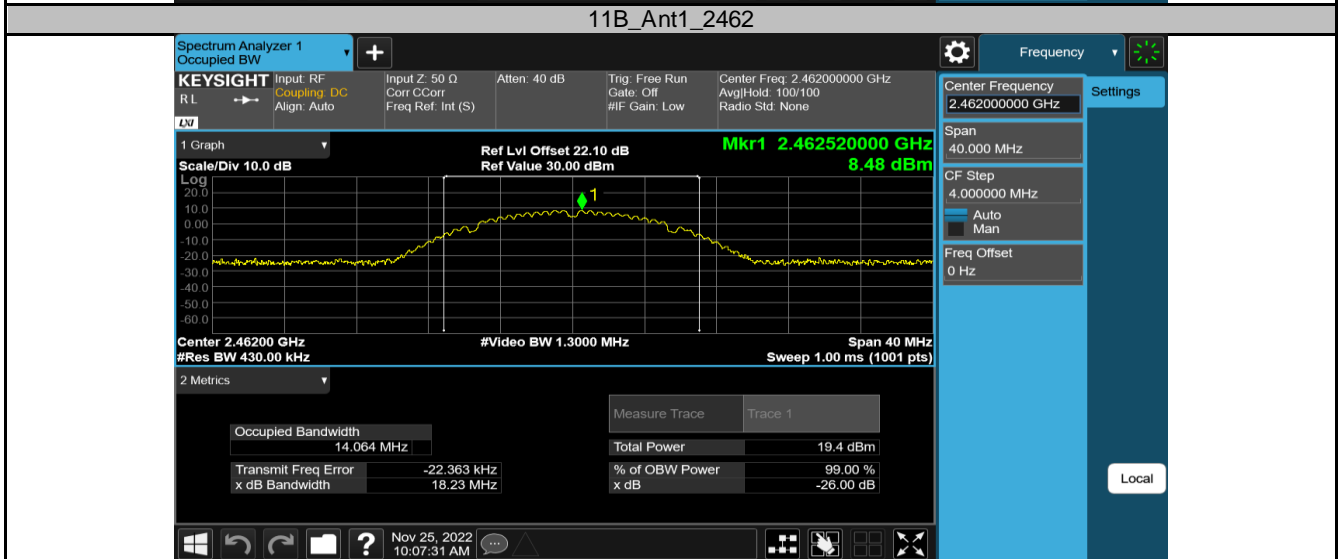 11B_Ant1_2462
Spectrum Analyzer 1
Occupied BW
Frequency
KEYSIGHT
R L
LXI
Input: RF
Coupling: DC
Align: Auto
Input Z: 50 Ω
Corr CCorr
Freq Ref: Int (S)
Atten: 40 dB
Trig: Free Run
Gate: Off
#IF Gain: Low
Center Freq: 2.462000000 GHz
Avg|Hold: 100/100
Radio Std: None
Center Frequency
2.462000000 GHz
Settings
Span
40.000 MHz
CF Step
4.000000 MHz
Auto
Man
Freq Offset
0 Hz
1 Graph
Scale/Div 10.0 dB
Ref Lvl Offset 22.10 dB
Ref Value 30.00 dBm
Mkr1 2.462520000 GHz
8.48 dBm
Log
20.0
10.0
0.00
-10.0
-20.0
-30.0
-40.0
-50.0
-60.0
1
Center 2.46200 GHz
#Res BW 430.00 kHz
#Video BW 1.3000 MHz
Span 40 MHz
Sweep 1.00 ms (1001 pts)
2 Metrics
Measure Trace Trace 1
Occupied Bandwidth
14.064 MHz
Total Power 19.4 dBm
Transmit Freq Error -22.363 kHz
% of OBW Power 99.00 %
x dB Bandwidth 18.23 MHz
x dB -26.00 dB
Local
?
Nov 25, 2022
10:07:31 AM